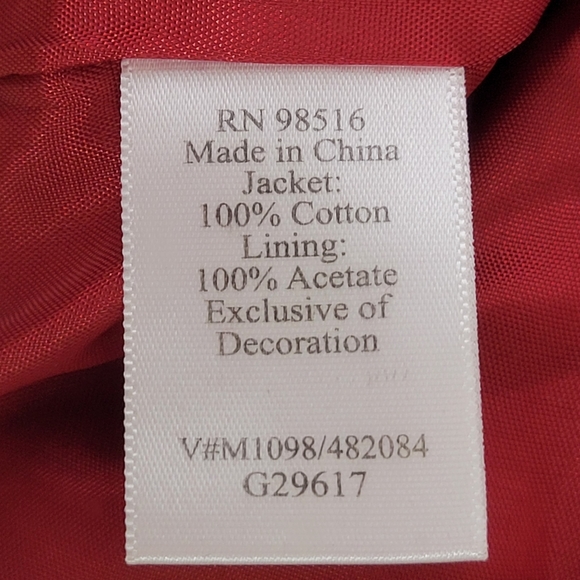 RN 98516
Made in China
Jacket:
100% Cotton
Lining:
100% Acetate
Exclusive of
Decoration
V#M1098/482084
G29617